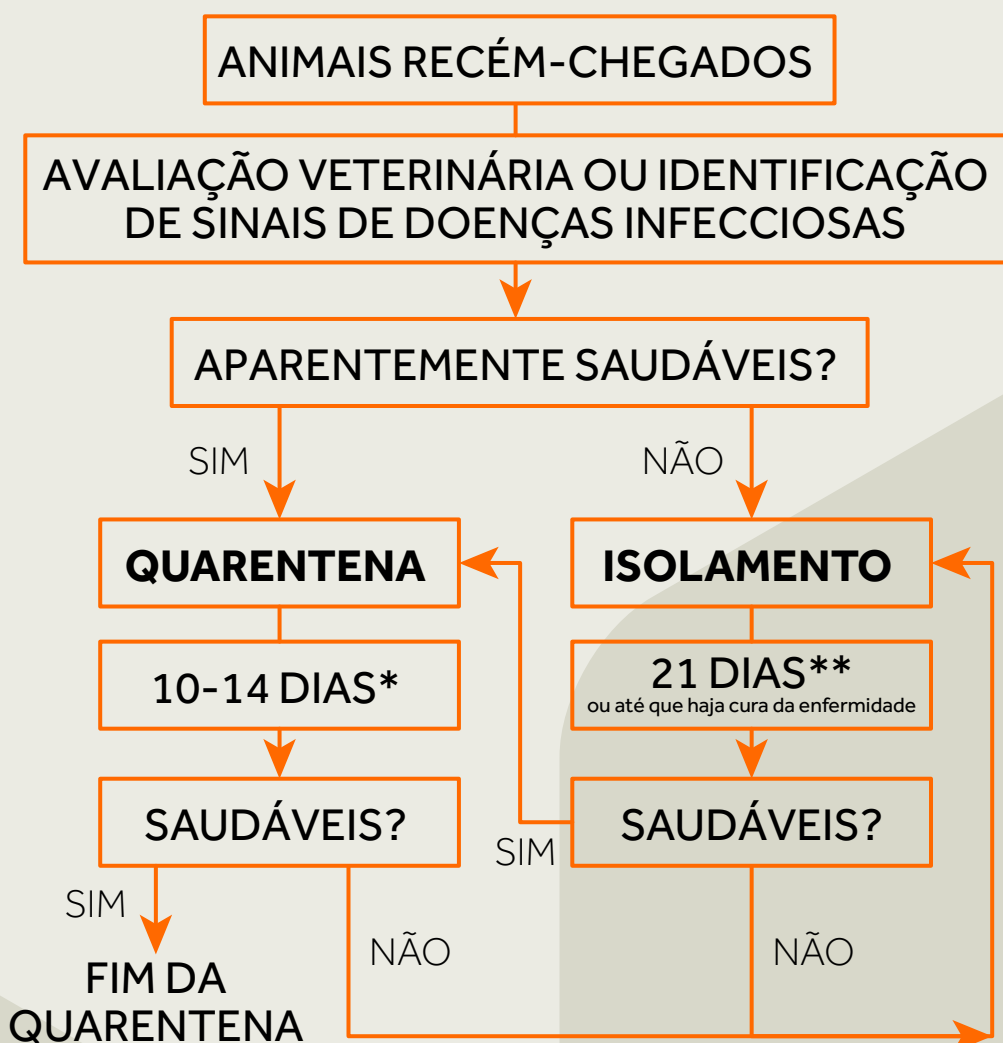 ANIMAIS RECÉM-CHEGADOS
AVALIAÇÃO VETERINÁRIA OU IDENTIFICAÇÃO
DE SINAIS DE DOENÇAS INFECCIOSAS
APARENTEMENTE SAUDÁVEIS?
SIM
NÃO
QUARENTENA
ISOLAMENTO
10-14 DIAS*
21 DIAS**
ou até que haja cura da enfermidade
SAUDÁVEIS?
SAUDÁVEIS?
SIM
SIM
NÃO
NÃO
FIM DA
QUARENTENA